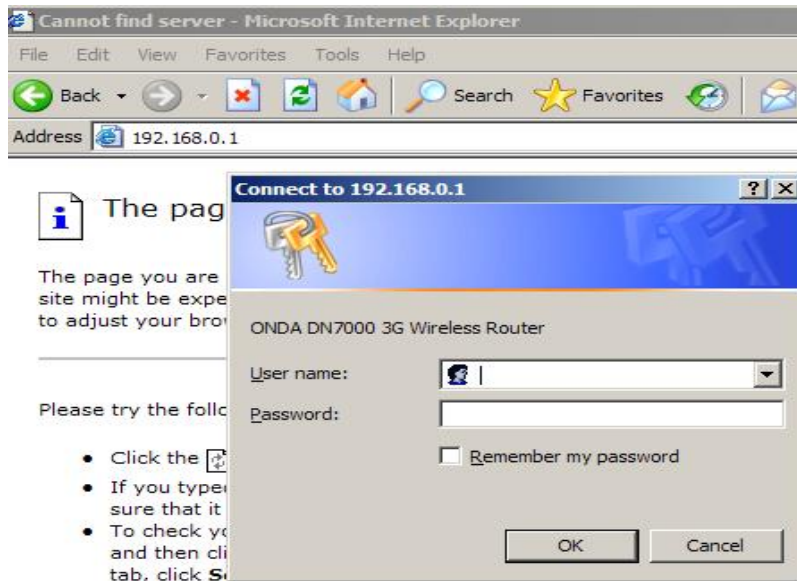 Cannot find server - Microsoft Internet Explorer
File Edit View Favorites Tools Help
Back Search Favorites
Address 192.168.0.1
The pag
The page you are
site might be expe
to adjust your brow
Please try the follo
Click the
If you type
sure that it
To check yo
and then cli
tab, click S
Connect to 192.168.0.1
ONDA DN7000 3G Wireless Router
User name:
Password:
Remember my password
OK Cancel